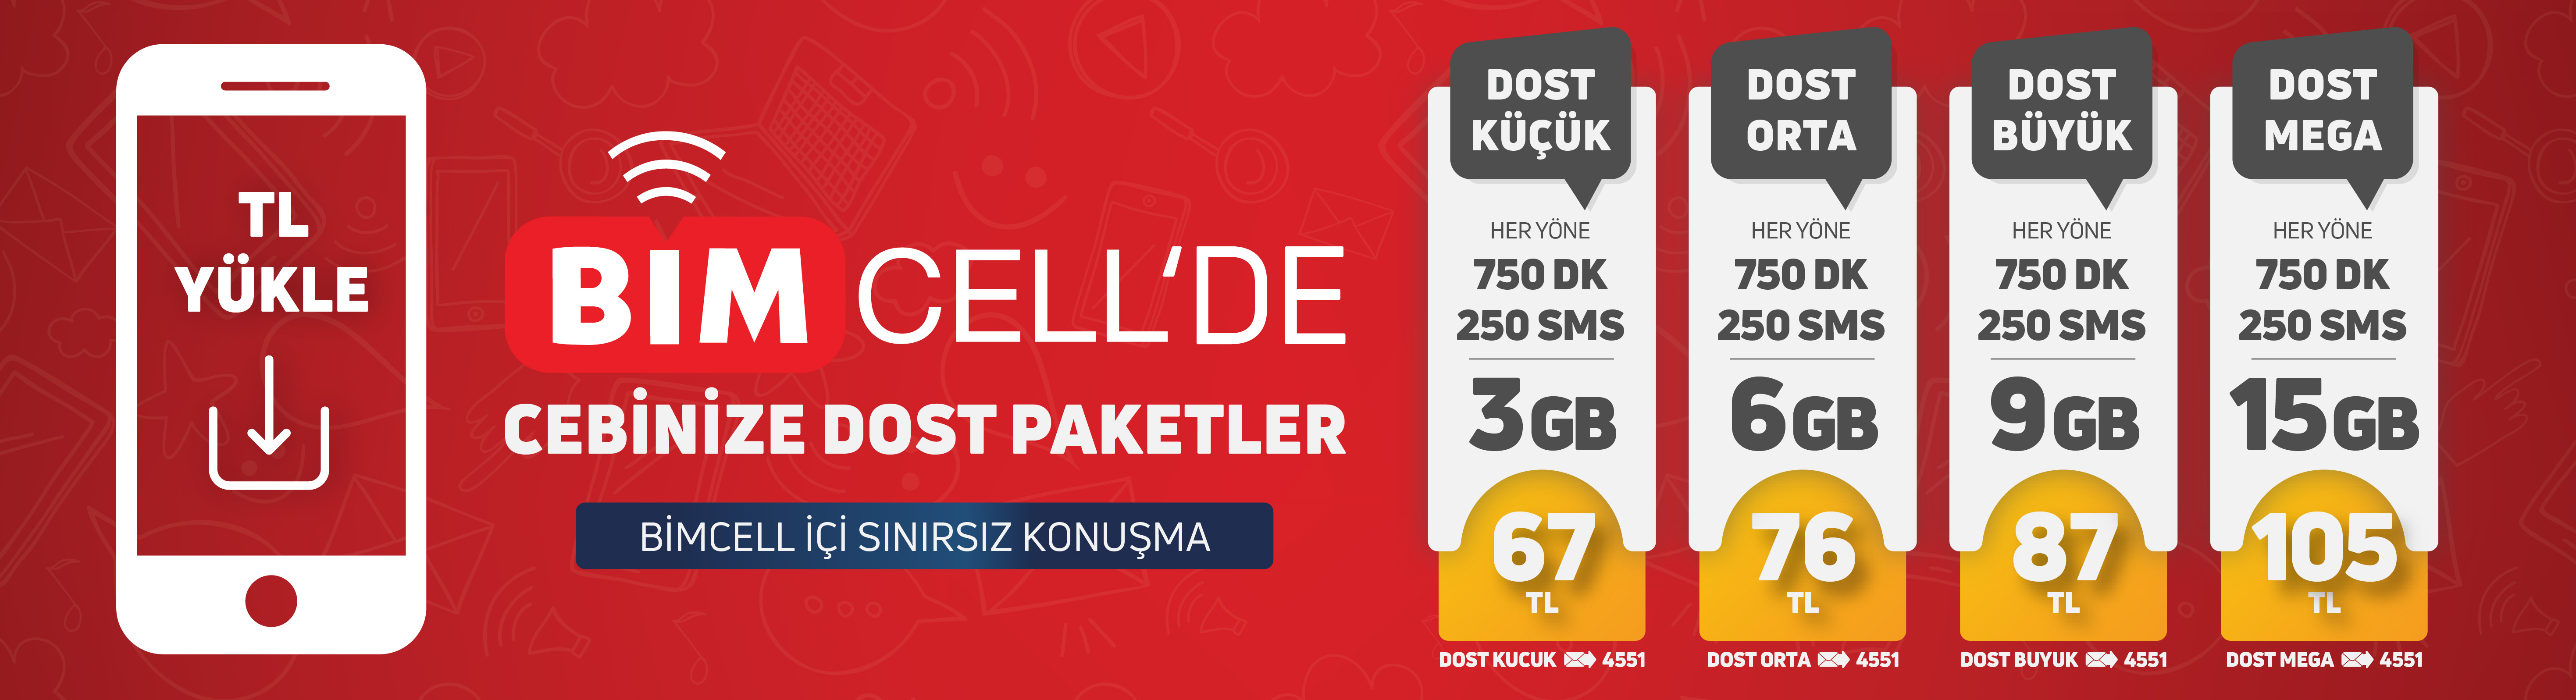 TL
YÜKLE
BIM CELL'DE
CEBİNİZE DOST PAKETLER
BİMCELL İÇİ SINIRSIZ KONUŞMA
DOST
KÜÇÜK
HER YÖNE
750 DK
250 SMS
3GB
67
TL
DOST KUCUK 4551
DOST
ORTA
HER YÖNE
750 DK
250 SMS
6GB
76
TL
DOST ORTA 4551
DOST
BÜYÜK
HER YÖNE
750 DK
250 SMS
9GB
87
TL
DOST BUYUK 4551
DOST
MEGA
HER YÖNE
750 DK
250 SMS
15GB
105
TL
DOST MEGA 4551